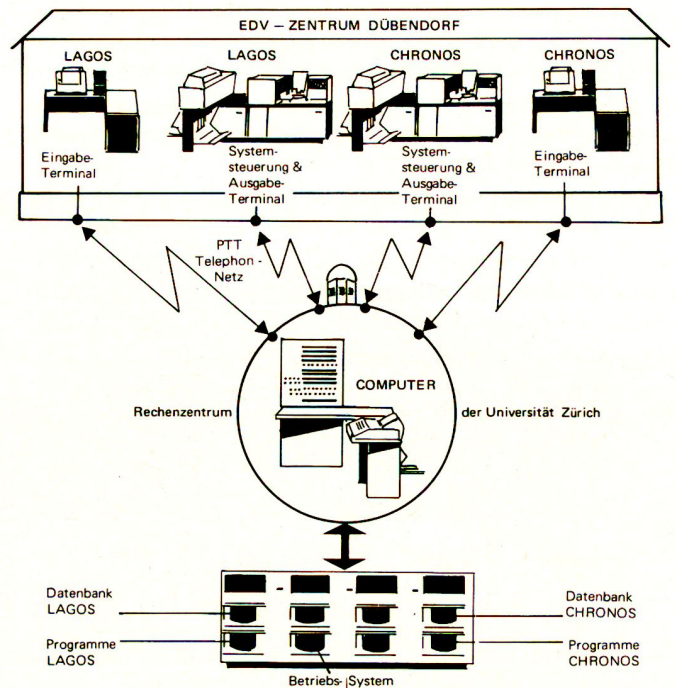 EDV – ZENTRUM DÜBENDORF
LAGOS
LAGOS
CHRONOS
CHRONOS
Eingabe-
Terminal
System-
steuerung &
Ausgabe-
Terminal
System-
steuerung &
Ausgabe-
Terminal
Eingabe-
Terminal
PTT
Telephon -
Netz
COMPUTER
Rechenzentrum
der Universität Zürich
Datenbank
LAGOS
Datenbank
CHRONOS
Programme
LAGOS
Programme
CHRONOS
Betriebs-System